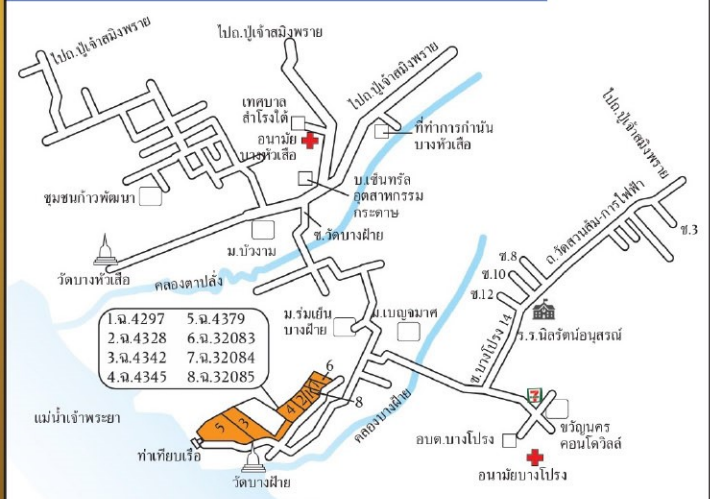 ไปถ.ปู่เจ้าสมิงพราย
ไปถ.ปู่เจ้าสมิงพราย
ไปถ.ปู่เจ้าสมิงพราย
ไปถ.ปู่เจ้าสมิงพราย
เทศบาล
สำโรงใต้
อนามัย
บางหัวเสือ
ที่ทำการกำนัน
บางหัวเสือ
บ.เซ็นทรัล
อุตสาหกรรม
กระดาษ
ชุมชนก้าวพัฒนา
ซ.วัดบางฝ้าย
ม.บัวงาม
วัดบางหัวเสือ
คลองตาปลั่ง
ถ.วัดสวนส้ม-การไฟฟ้า
ซ.3
ซ.8
ซ.10
ซ.12
ร.ร.นิลรัตน์อนุสรณ์
ซ.บางโปรง 14
ม.ร่มเย็น
บางฝ้าย
ม.เบญจมาศ
1.ฉ.4297 5.ฉ.4379
2.ฉ.4328 6.ฉ.32083
3.ฉ.4342 7.ฉ.32084
4.ฉ.4345 8.ฉ.32085
6
8
4
2
5
3
คลองบางฝ้าย
แม่น้ำเจ้าพระยา
ท่าเทียบเรือ
วัดบางฝ้าย
7
ขวัญนคร
คอนโดวิลล์
อบต.บางโปรง
อนามัยบางโปรง